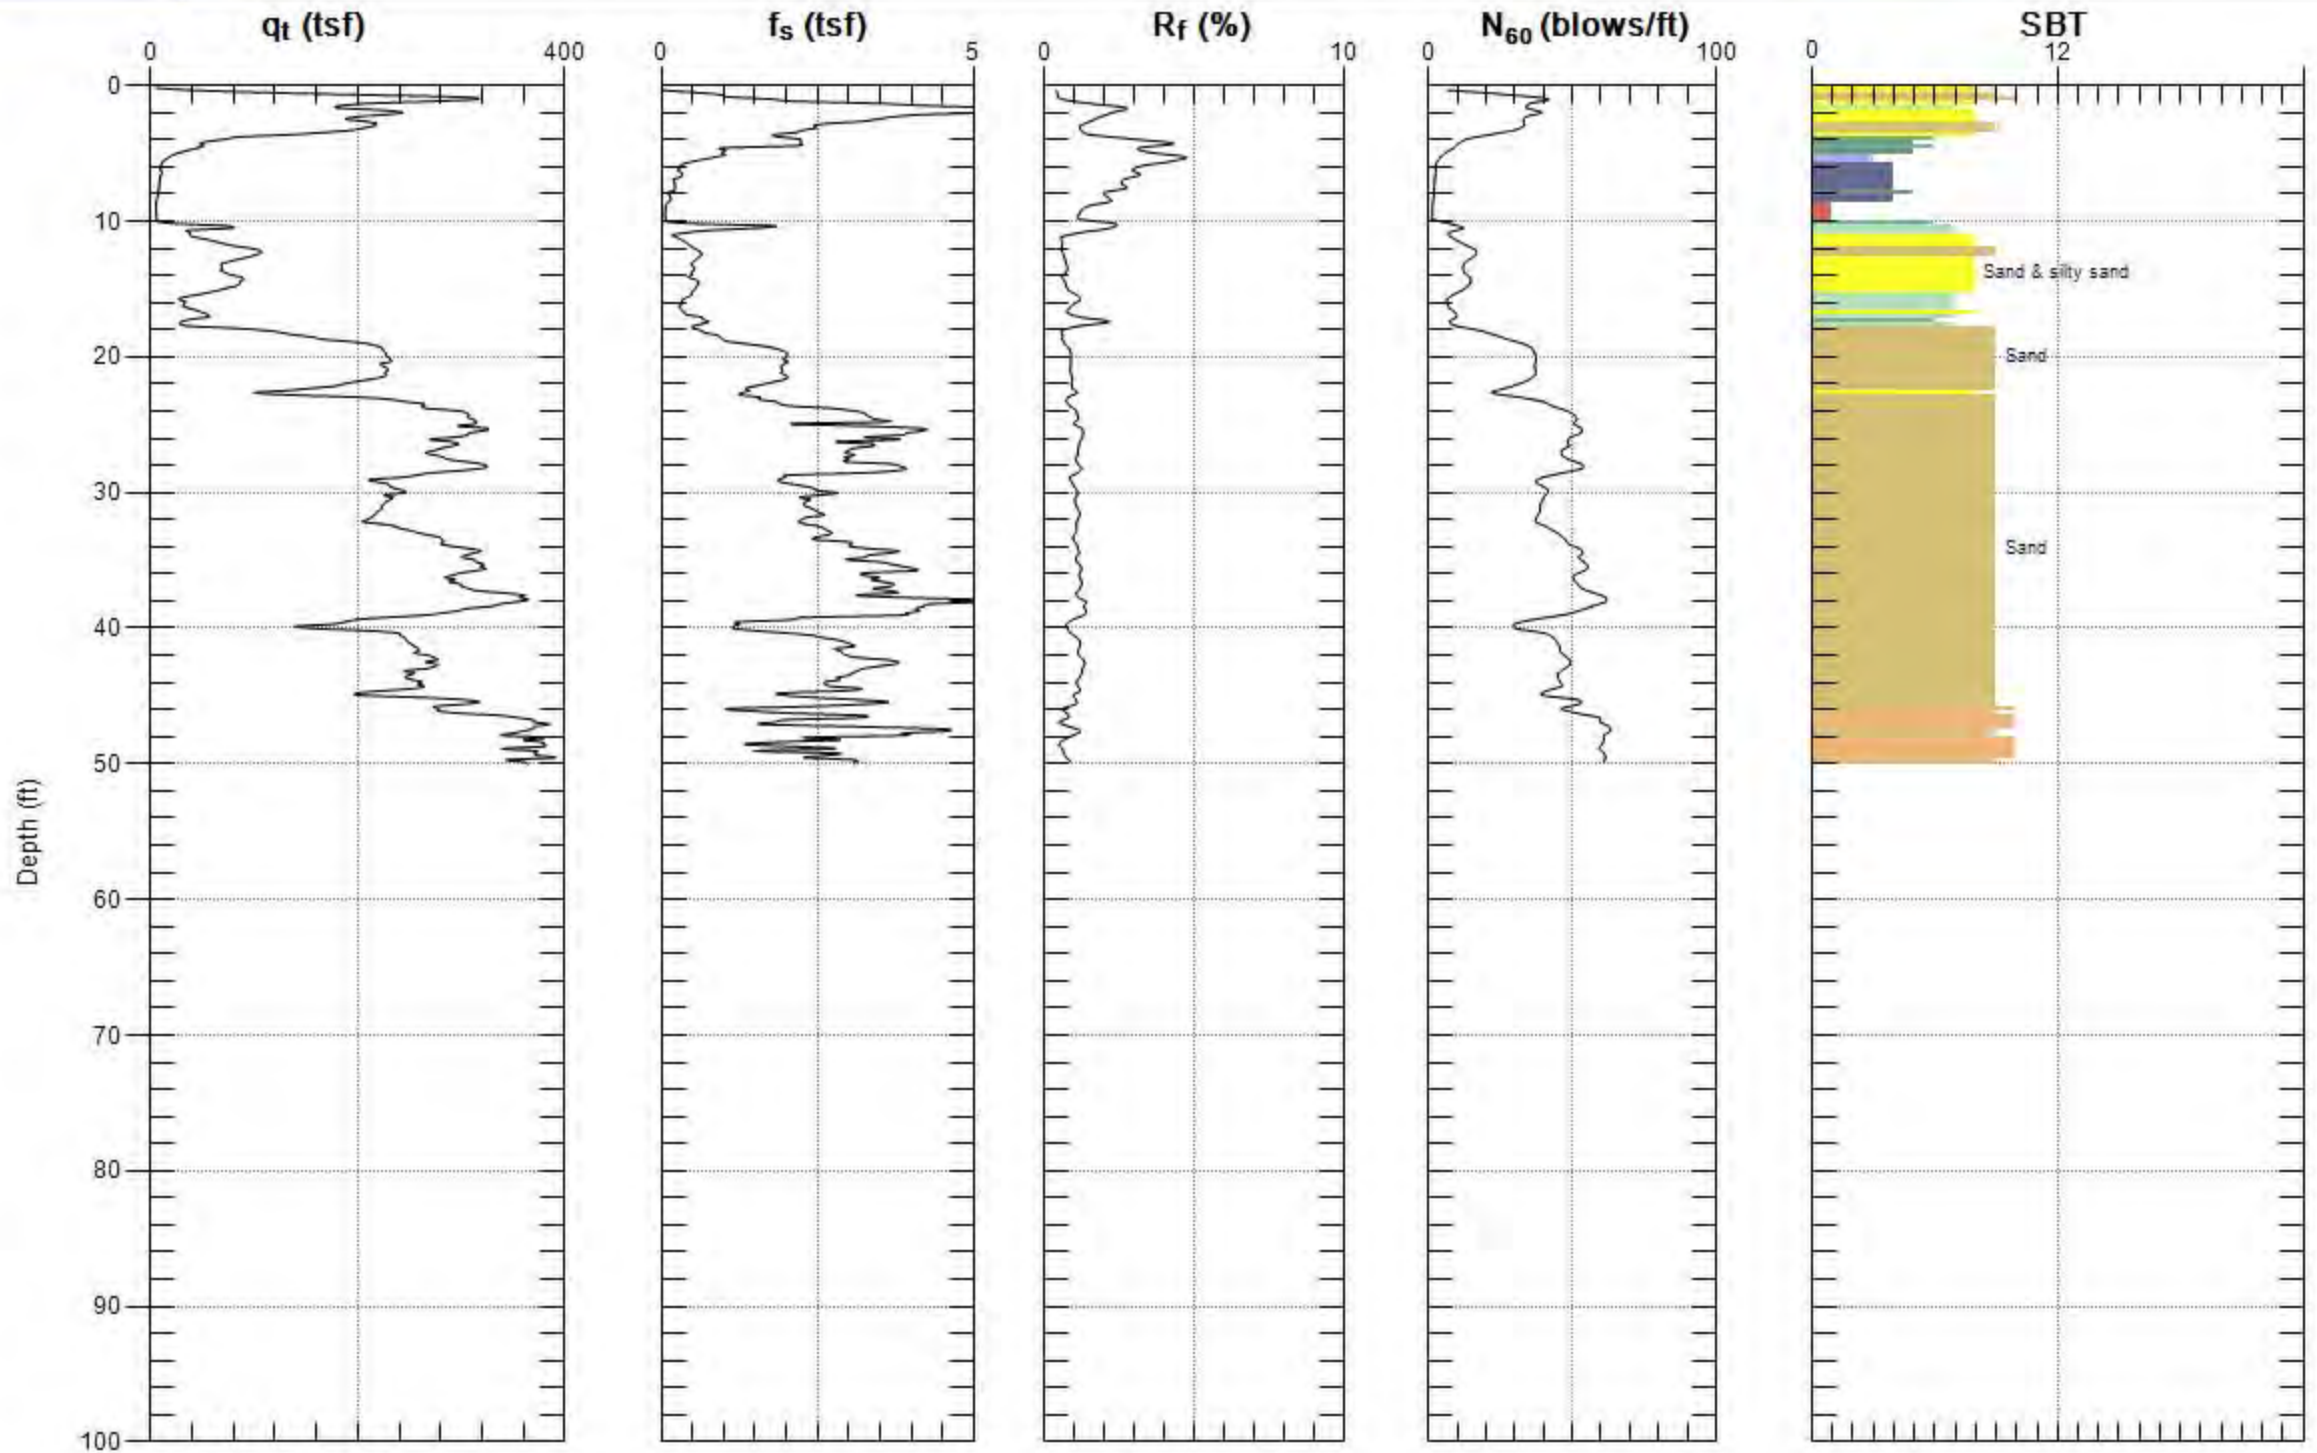 qt (tsf) fs (tsf) Rf (%) N60 (blows/ft) SBT
0 400 0 5 0 10 0 100 0 12
0
10
Sand & silty sand
20 Sand
30
Sand
40
50
Depth (ft)
60
70
80
90
100